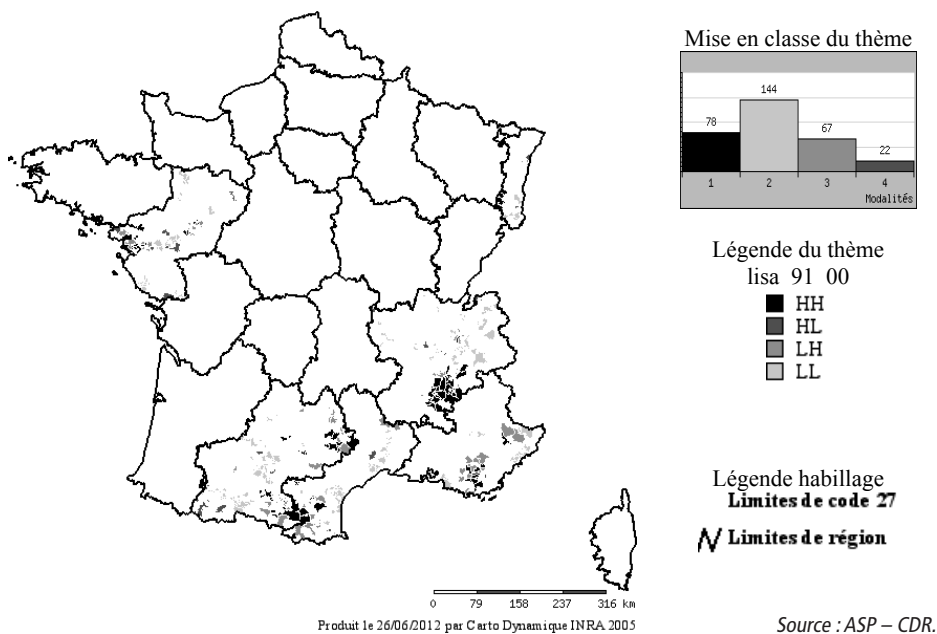 Mise en classe du thème
78
144
67
22
1 2 3 4
Modalités
Légende du thème
lisa 91 00
HH
HL
LH
LL
Légende habillage
Limites de code 27
Limites de région
0 79 158 237 316 km
Produit le 26/06/2012 par Carto Dynamique INRA 2005
Source : ASP – CDR.